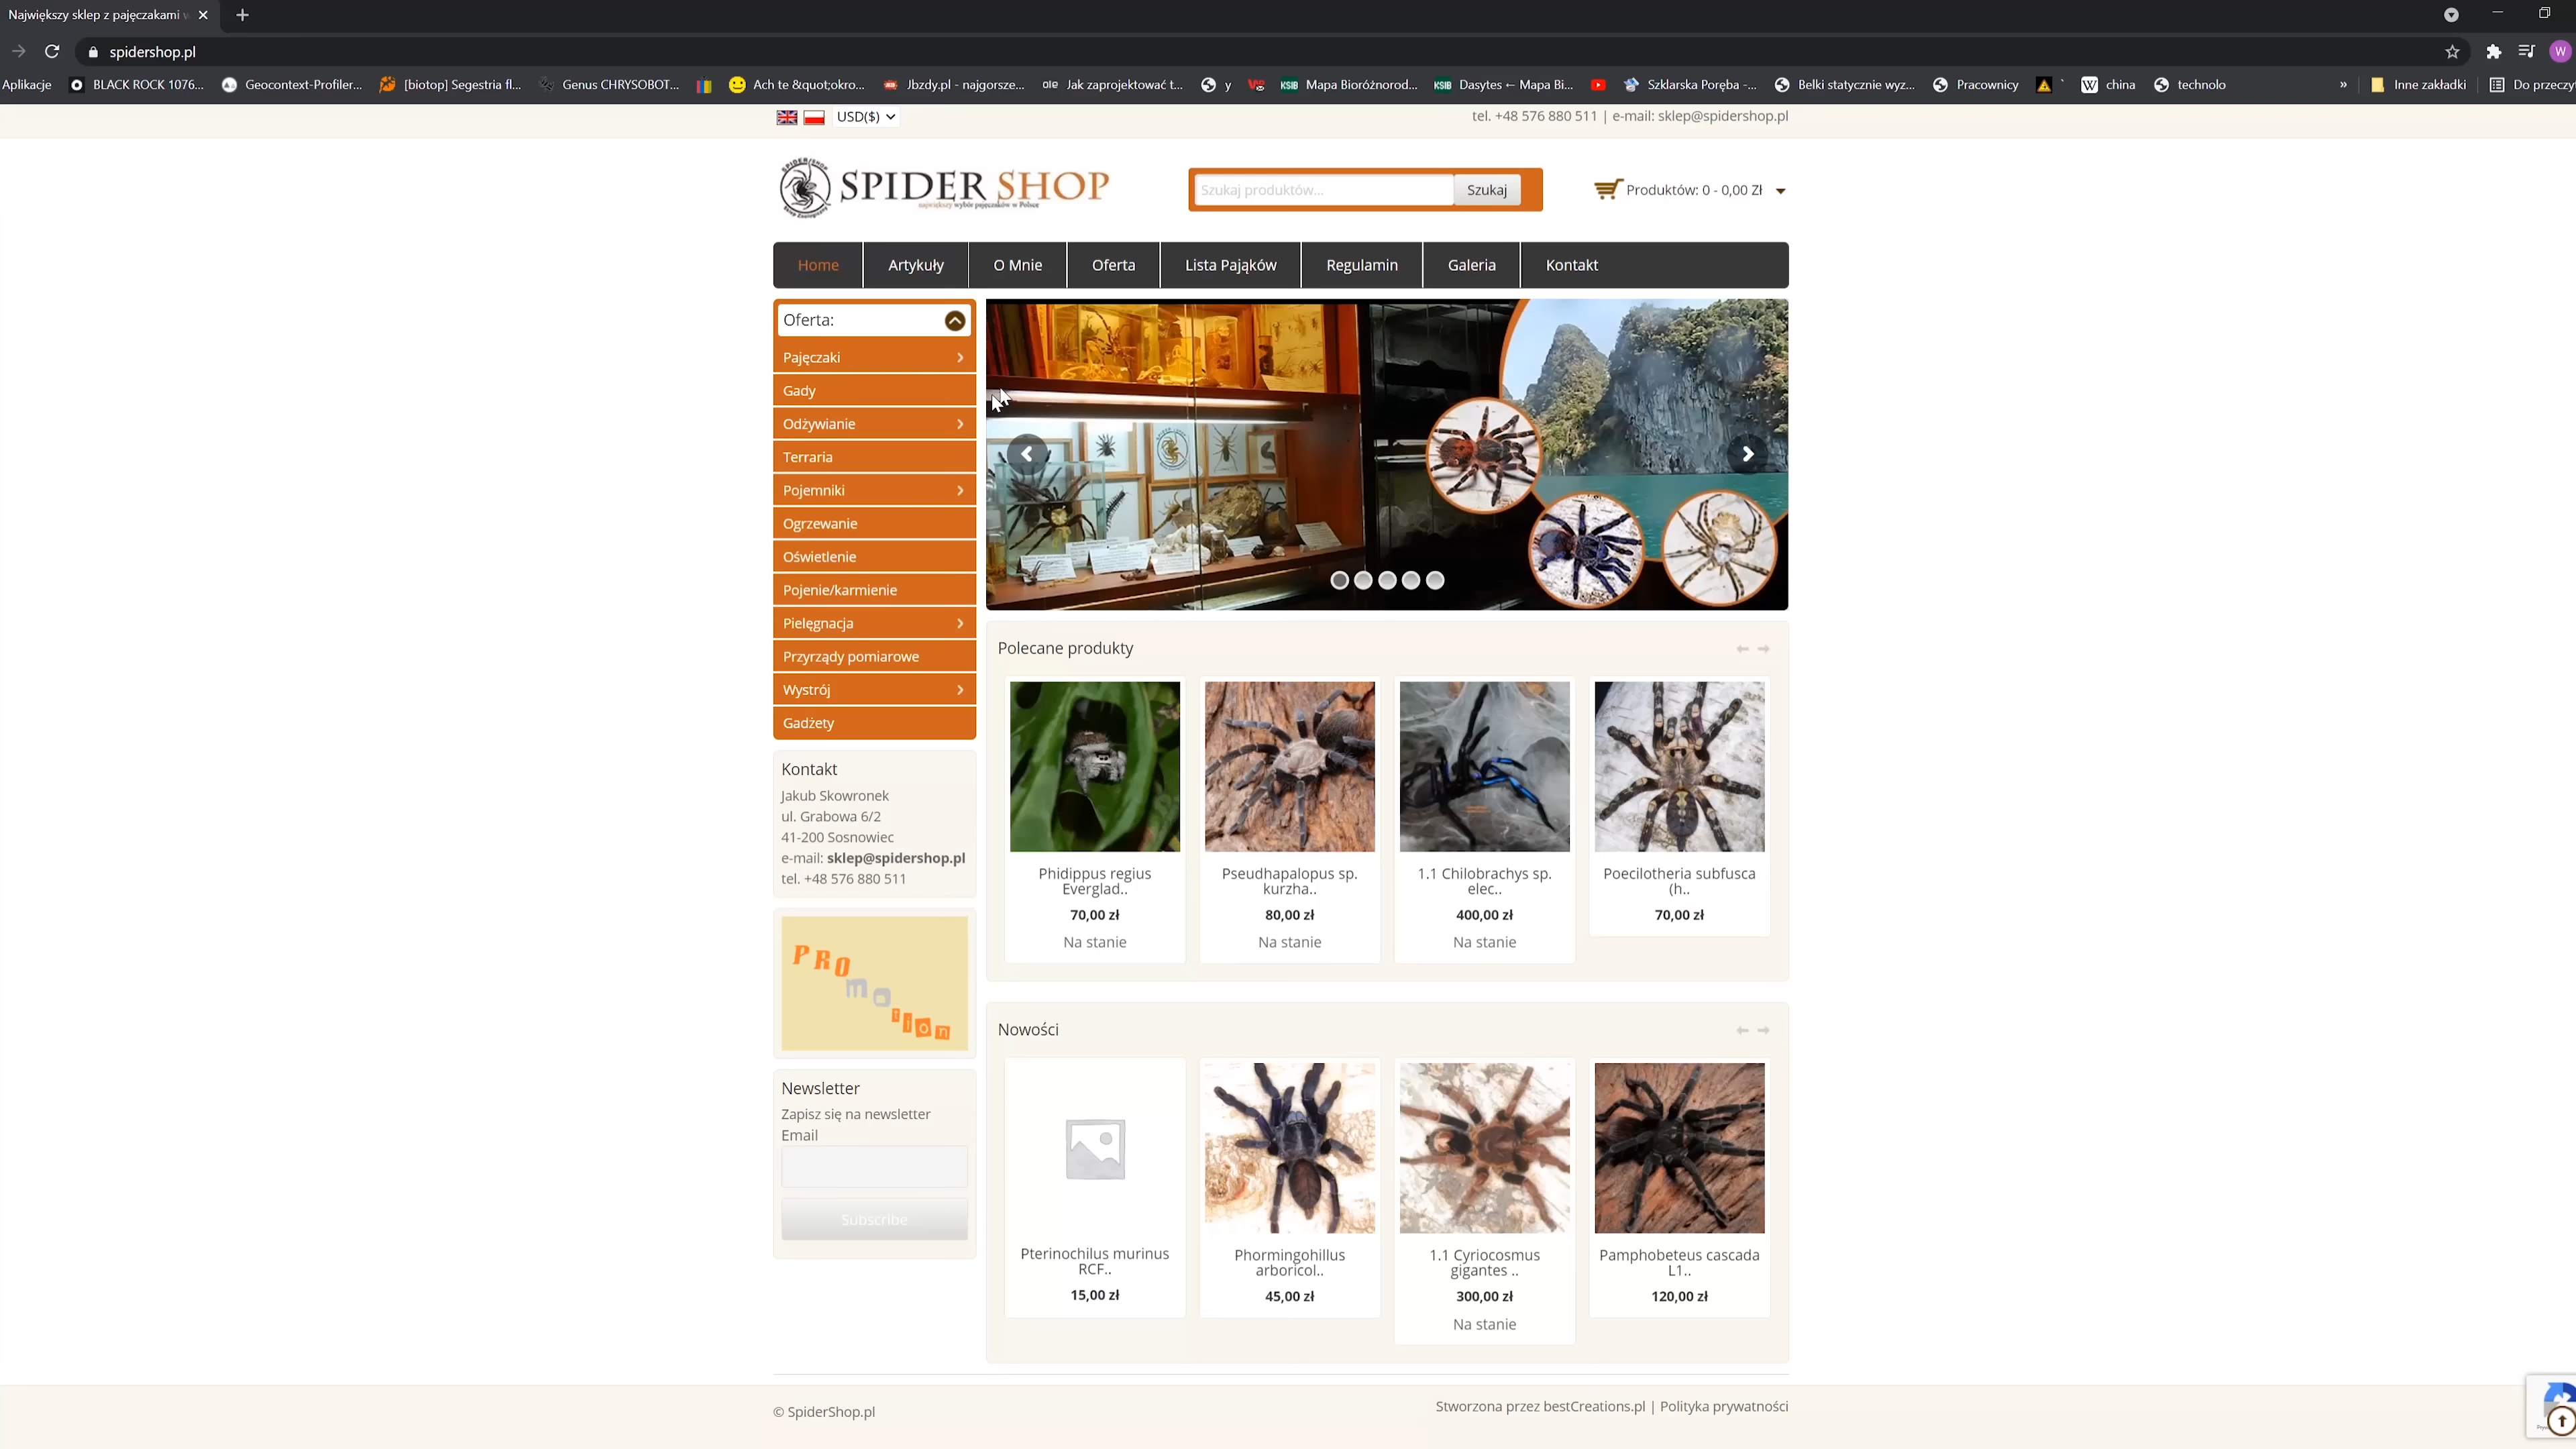 Największy sklep z pajęczakami w
spidershop.pl
W
Aplikacje
BLACK ROCK 1076...
Geocontext-Profiler...
[biotop] Segestria fl...
Genus CHRYSOBOT...
Ach te &quot;okro...
Jbzdy.pl - najgorsze...
ole Jak zaprojektować t...
y
KSIB Mapa Bioróżnorod...
KSIB Dasytes ← Mapa Bi...
Szklarska Poręba -...
Belki statycznie wyz...
Pracownicy
`
W china
technolo
»
Inne zakładki
Do przeczy
USD($)
tel. +48 576 880 511 | e-mail: sklep@spidershop.pl
SPIDER SHOP
największy wybór pajęczaków w Polsce
Szukaj produktów...
Szukaj
Produktów: 0 - 0,00 Zł
Home
Artykuły
O Mnie
Oferta
Lista Pająków
Regulamin
Galeria
Kontakt
Oferta:
Pajęczaki
Gady
Odżywianie
Terraria
Pojemniki
Ogrzewanie
Oświetlenie
Pojenie/karmienie
Pielęgnacja
Przyrządy pomiarowe
Wystrój
Gadżety
Kontakt
Jakub Skowronek
ul. Grabowa 6/2
41-200 Sosnowiec
e-mail: sklep@spidershop.pl
tel. +48 576 880 511
PROmotion
Newsletter
Zapisz się na newsletter
Email
Subscribe
Polecane produkty
Phidippus regius
Everglad..
70,00 zł
Na stanie
Pseudhapalopus sp.
kurzha..
80,00 zł
Na stanie
1.1 Chilobrachys sp.
elec..
400,00 zł
Na stanie
Poecilotheria subfusca
(h..
70,00 zł
Nowości
Pterinochilus murinus
RCF..
15,00 zł
Phormingohillus
arboricol..
45,00 zł
1.1 Cyriocosmus
gigantes ..
300,00 zł
Na stanie
Pamphobeteus cascada
L1..
120,00 zł
© SpiderShop.pl
Stworzona przez bestCreations.pl | Polityka prywatności